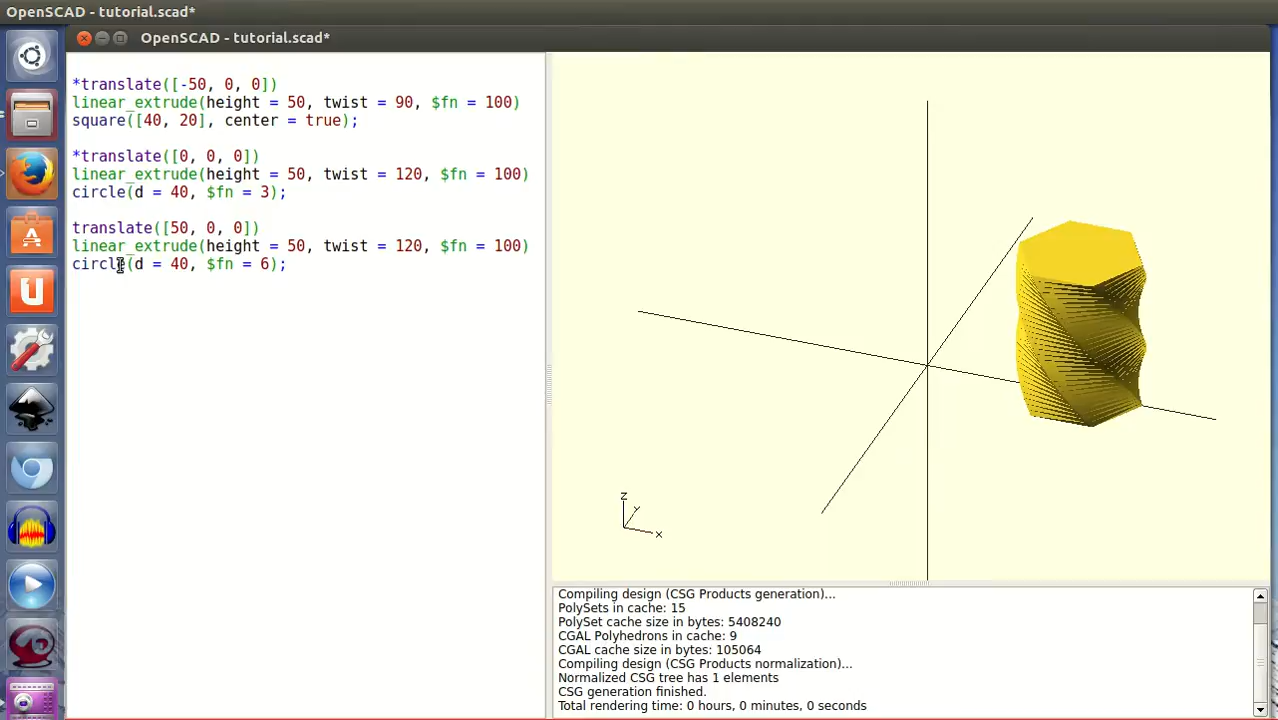 OpenSCAD - tutorial.scad*
OpenSCAD - tutorial.scad*
*translate([-50, 0, 0])
linear_extrude(height = 50, twist = 90, $fn = 100)
square([40, 20], center = true);
*translate([0, 0, 0])
linear_extrude(height = 50, twist = 120, $fn = 100)
circle(d = 40, $fn = 3);
translate([50, 0, 0])
linear_extrude(height = 50, twist = 120, $fn = 100)
circle(d = 40, $fn = 6);
Z
Y
X
Compiling design (CSG Products generation)...
PolySets in cache: 15
PolySet cache size in bytes: 5408240
CGAL Polyhedrons in cache: 9
CGAL cache size in bytes: 105064
Compiling design (CSG Products normalization)...
Normalized CSG tree has 1 elements
CSG generation finished.
Total rendering time: 0 hours, 0 minutes, 0 seconds